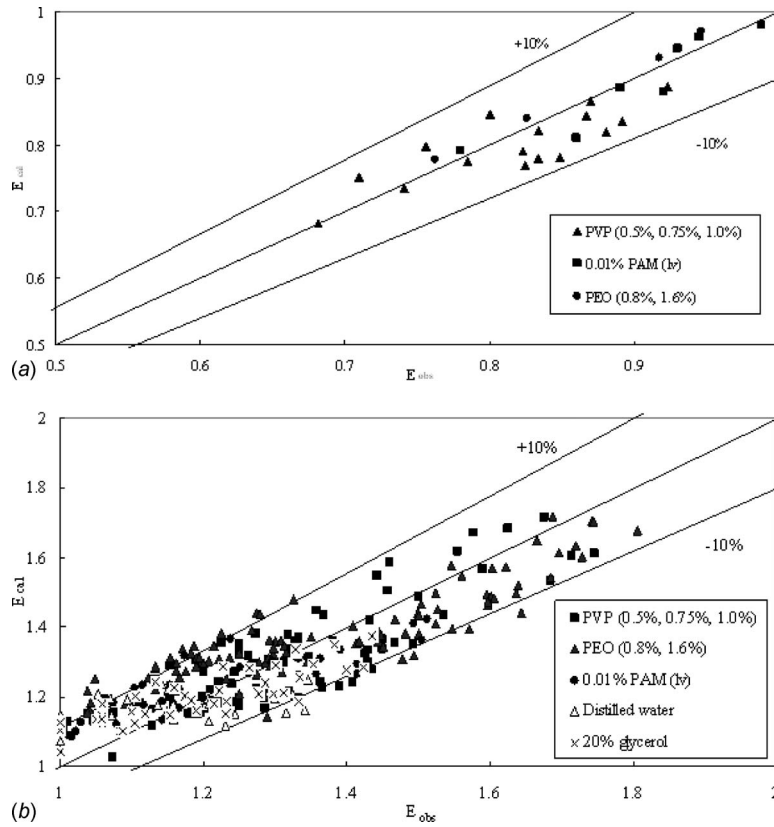 1
+10%
0.9
0.8
E cal
-10%
0.7
PVP (0.5%, 0.75%, 1.0%)
0.6
0.01% PAM (lv)
PEO (0.8%, 1.6%)
0.5
0.5 0.6 0.7 0.8 0.9
(a)
E obs
2
+10%
1.8
-10%
1.6
E cal
PVP (0.5%, 0.75%, 1.0%)
1.4
PEO (0.8%, 1.6%)
0.01% PAM (lv)
1.2
Distilled water
20% glycerol
1
1 1.2 1.4 1.6 1.8 2
(b)
E obs